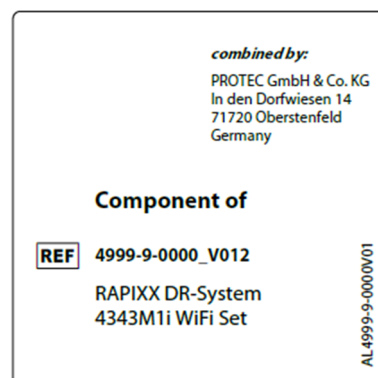 combined by:
PROTEC GmbH & Co. KG
In den Dorfwiesen 14
71720 Oberstenfeld
Germany
Component of
REF 4999-9-0000_V012
RAPIXX DR-System
4343M1i WiFi Set
AL4999-9-0000V01